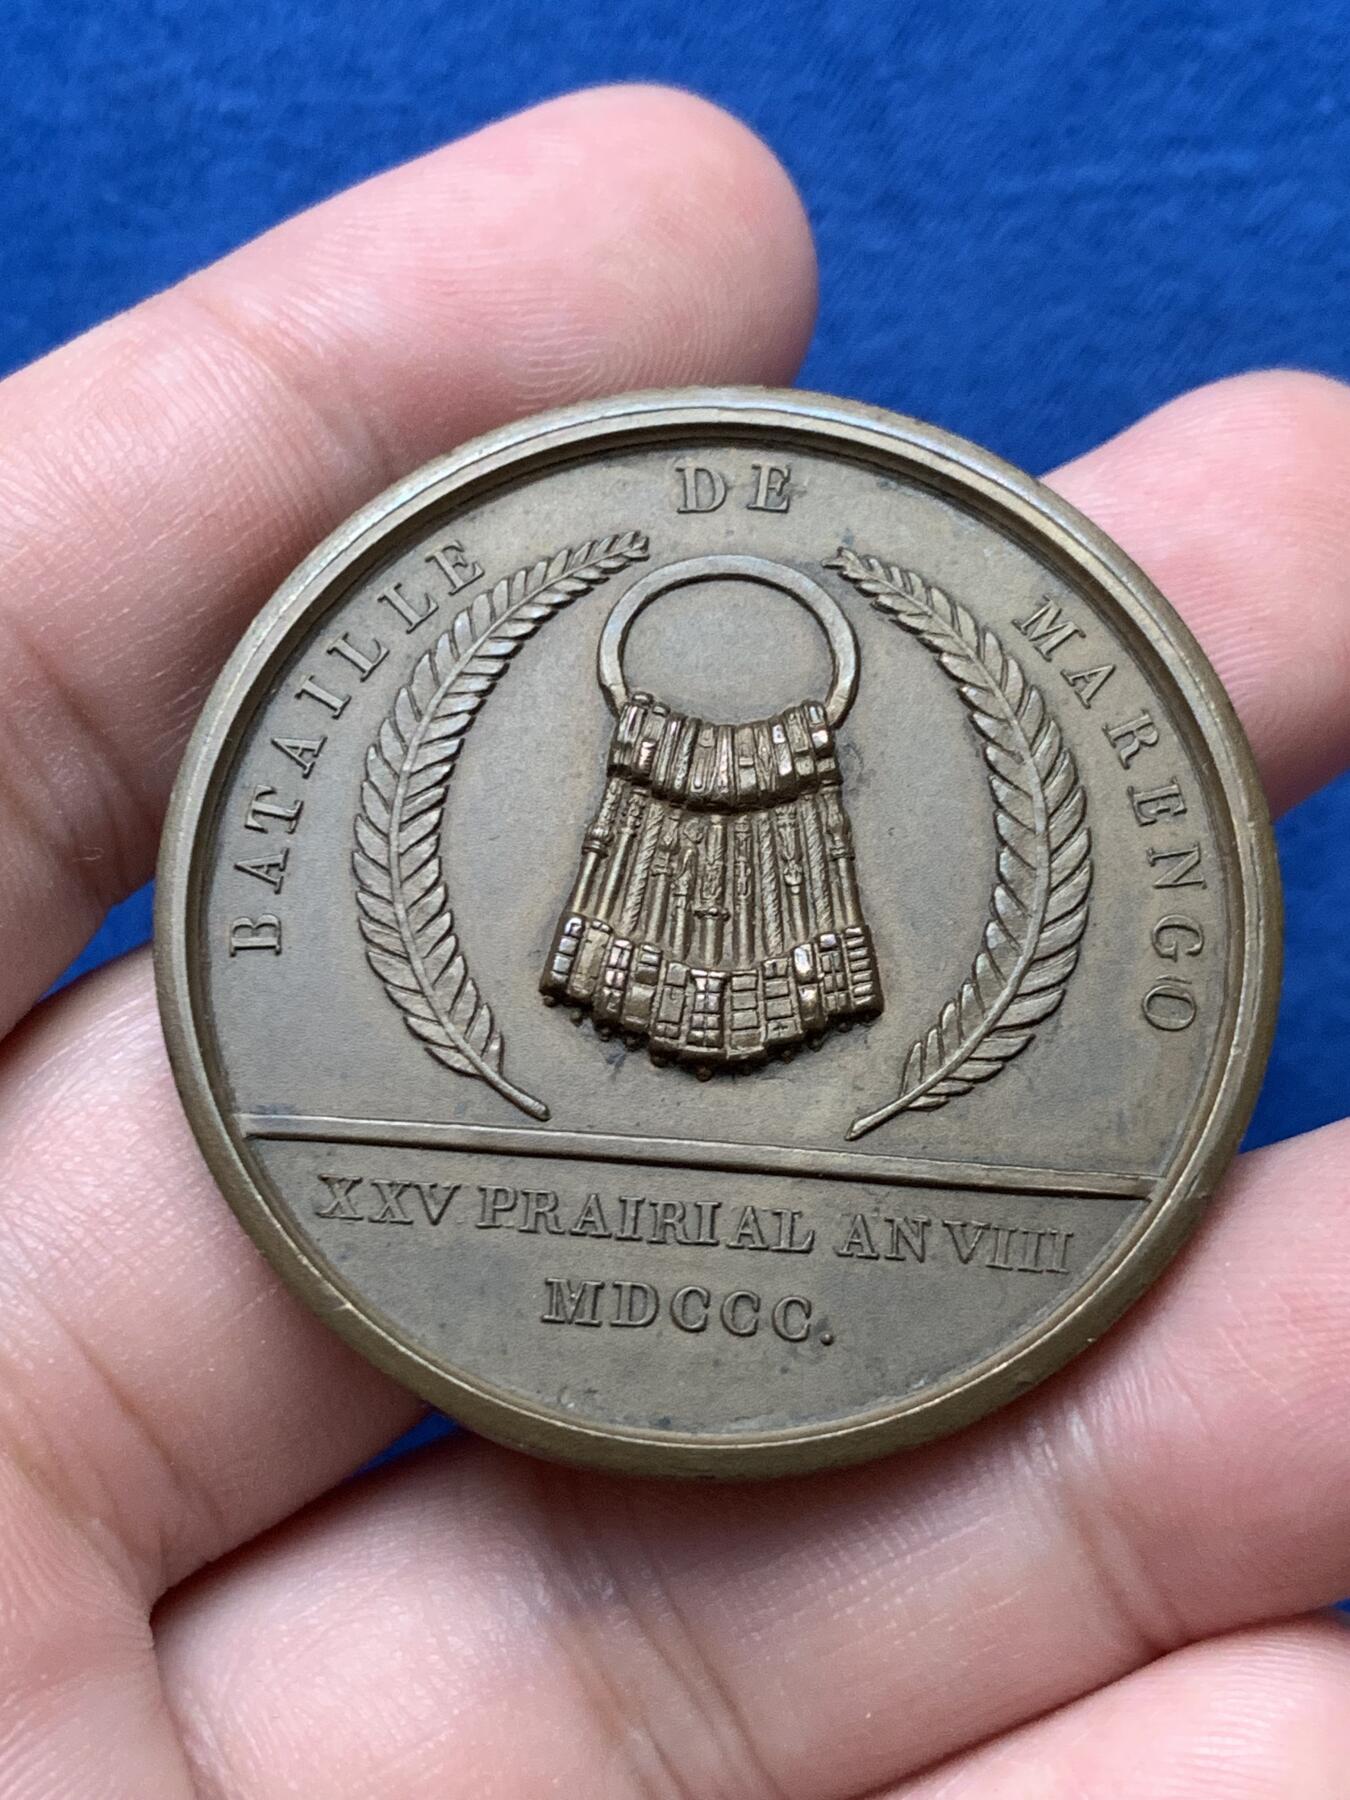 BATAILLE DE MARENGO
XXV PRAIRIAL AN VIII
MDCCC.